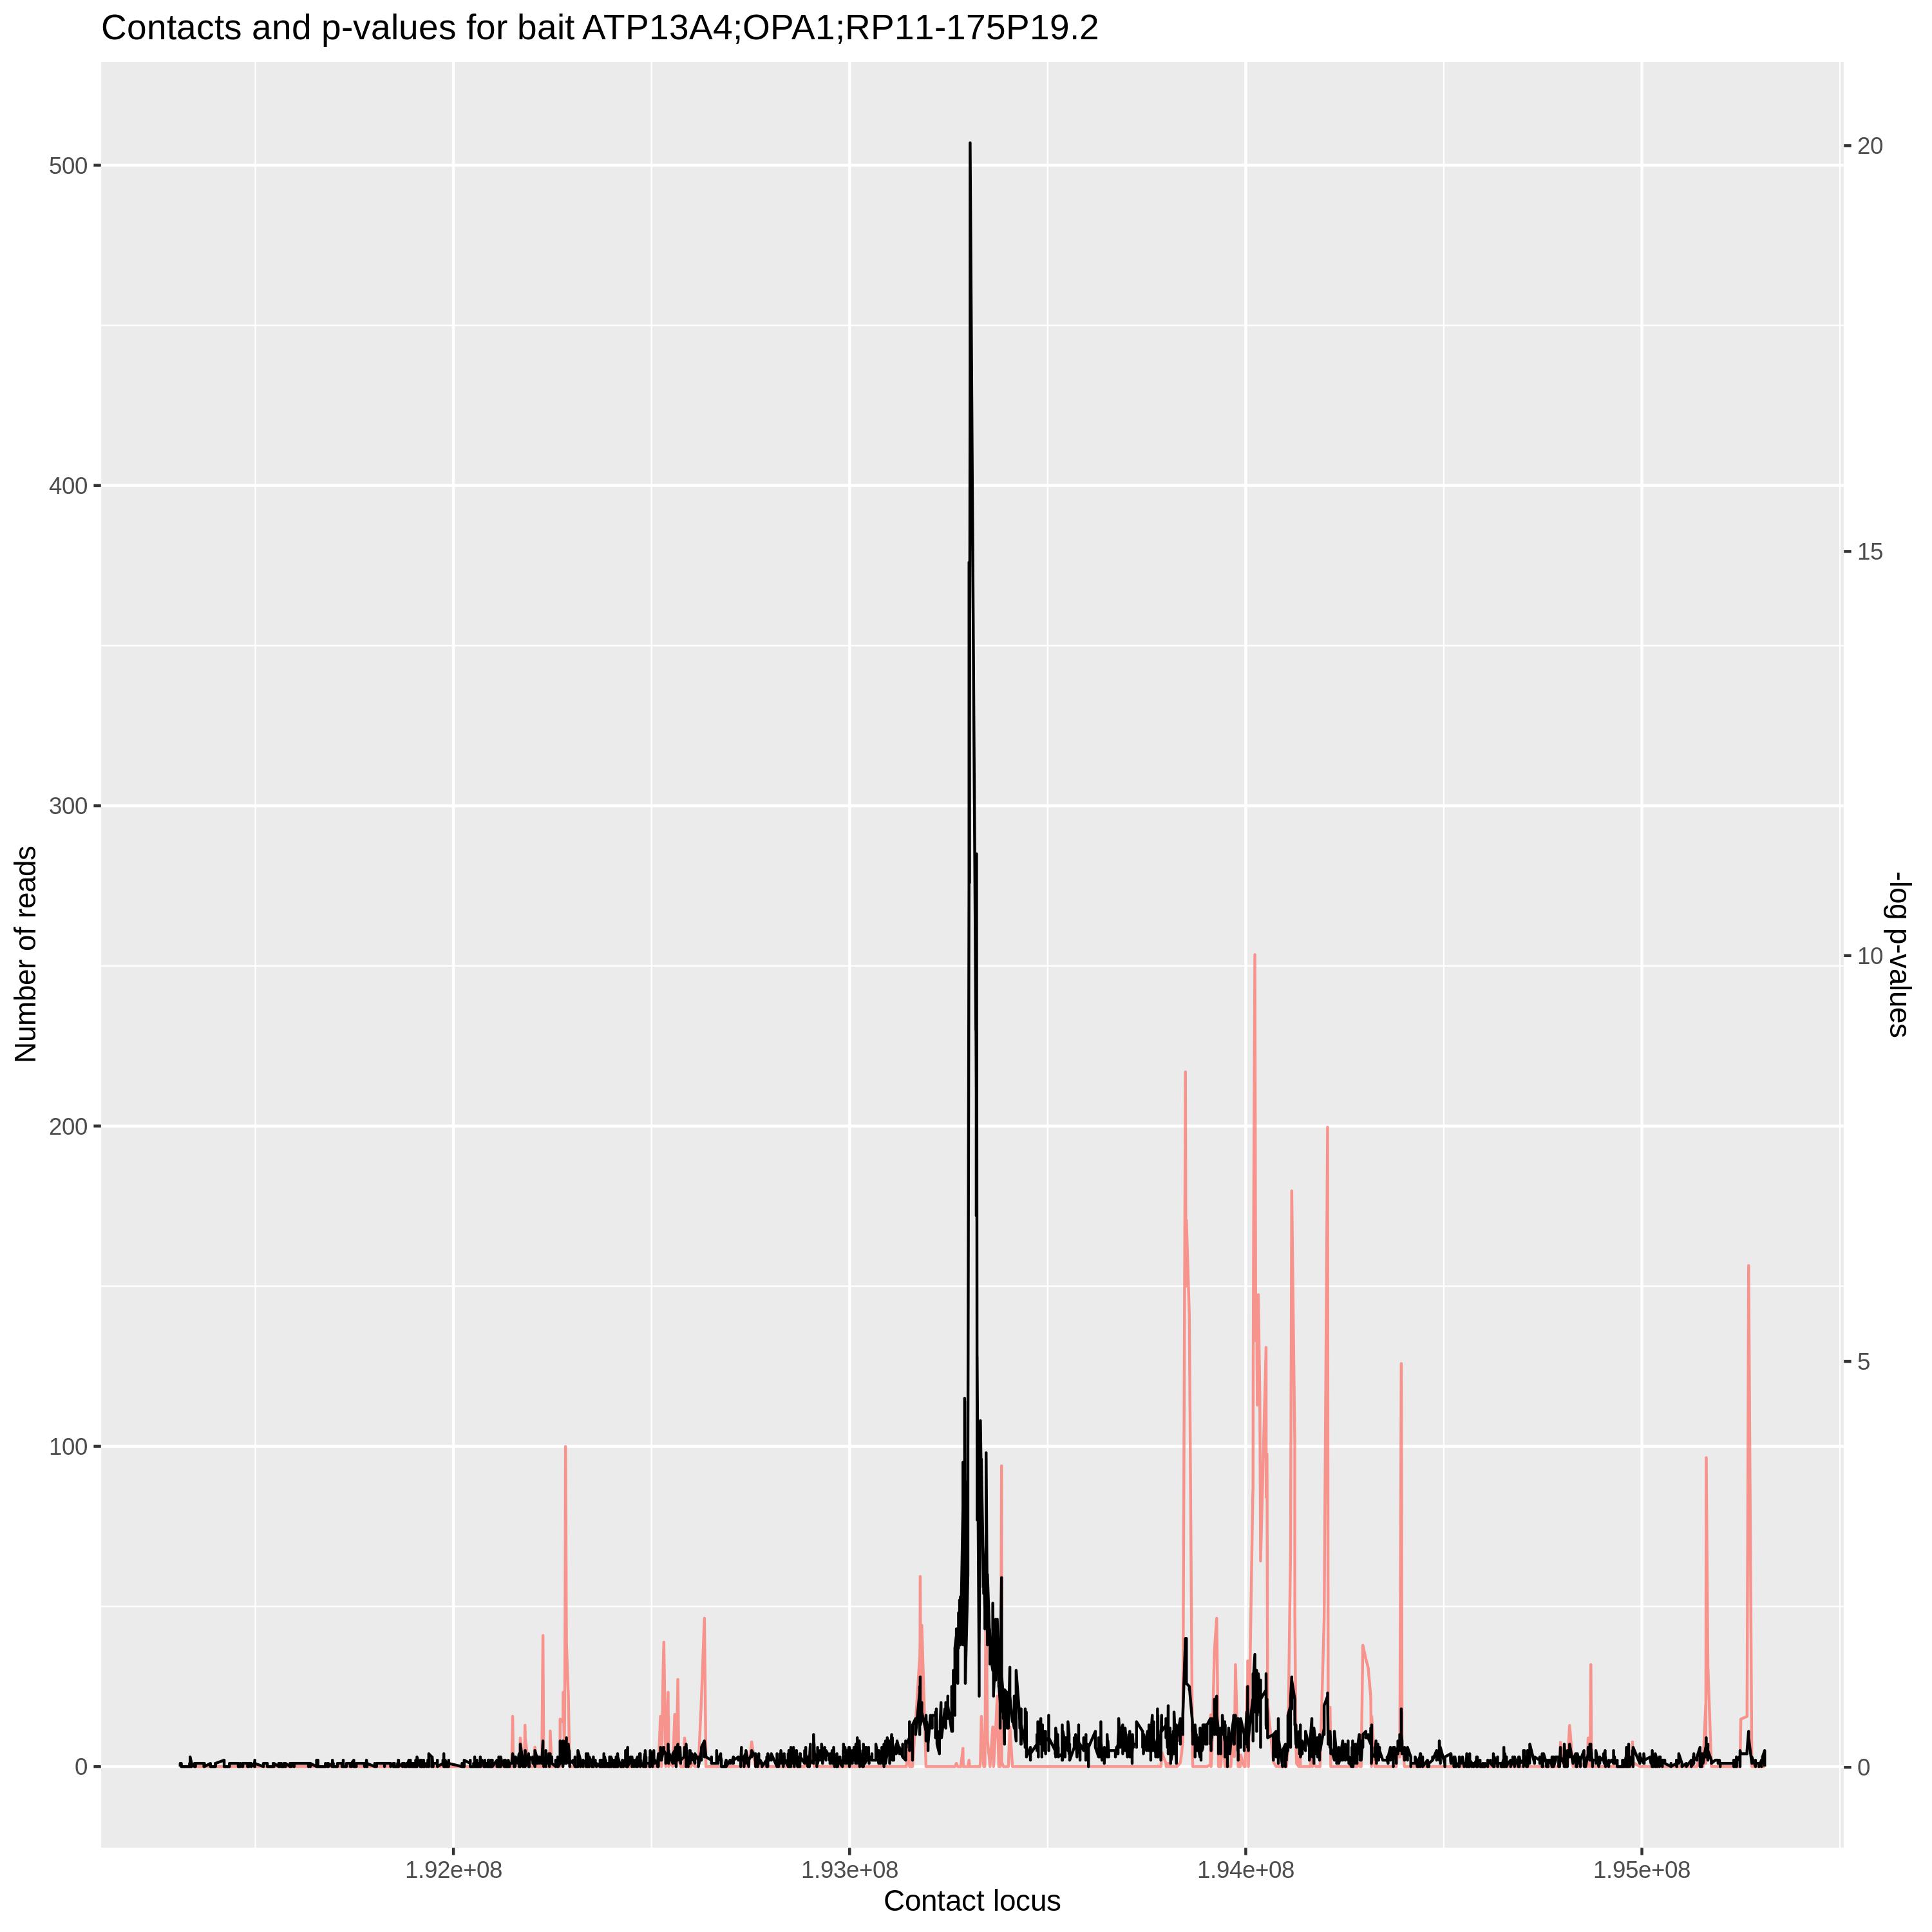 Contacts and p-values for bait ATP13A4;OPA1;RP11-175P19.2
500
400
300
200
100
0
Number of reads
20
15
10
5
0
-log p-values
1.92e+08 1.93e+08 1.94e+08 1.95e+08
Contact locus